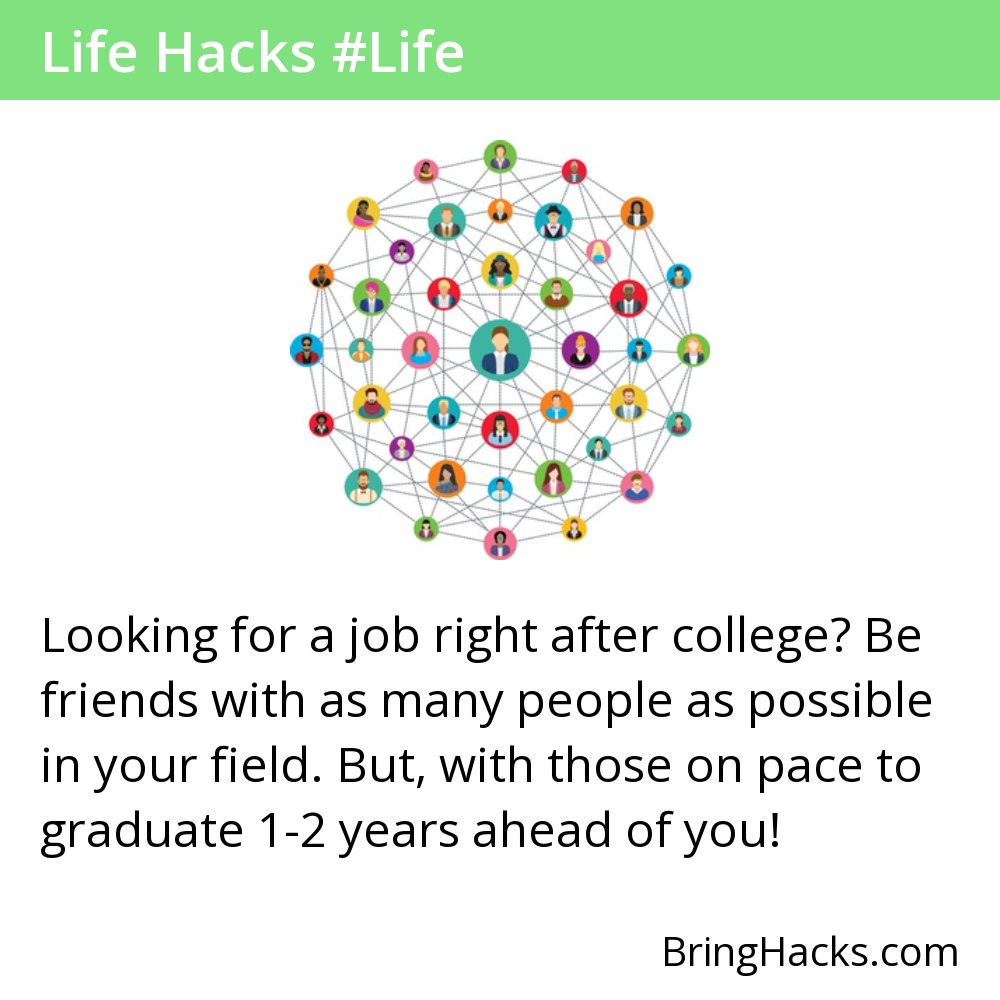 Life Hacks #Life
Looking for a job right after college? Be
friends with as many people as possible
in your field. But, with those on pace to
graduate 1-2 years ahead of you!
BringHacks.com